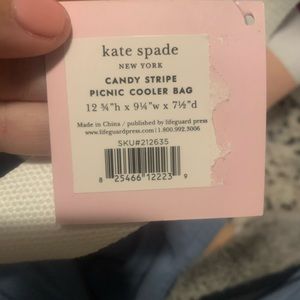 kate spade
NEW YORK
CANDY STRIPE
PICNIC COOLER BAG
12 ¾"h x 9¼"w x 7½"d
Made in China / published by lifeguard press
www.lifeguardpress.com | 1.800.992.3006
SKU#212635
8 25466 12223 9